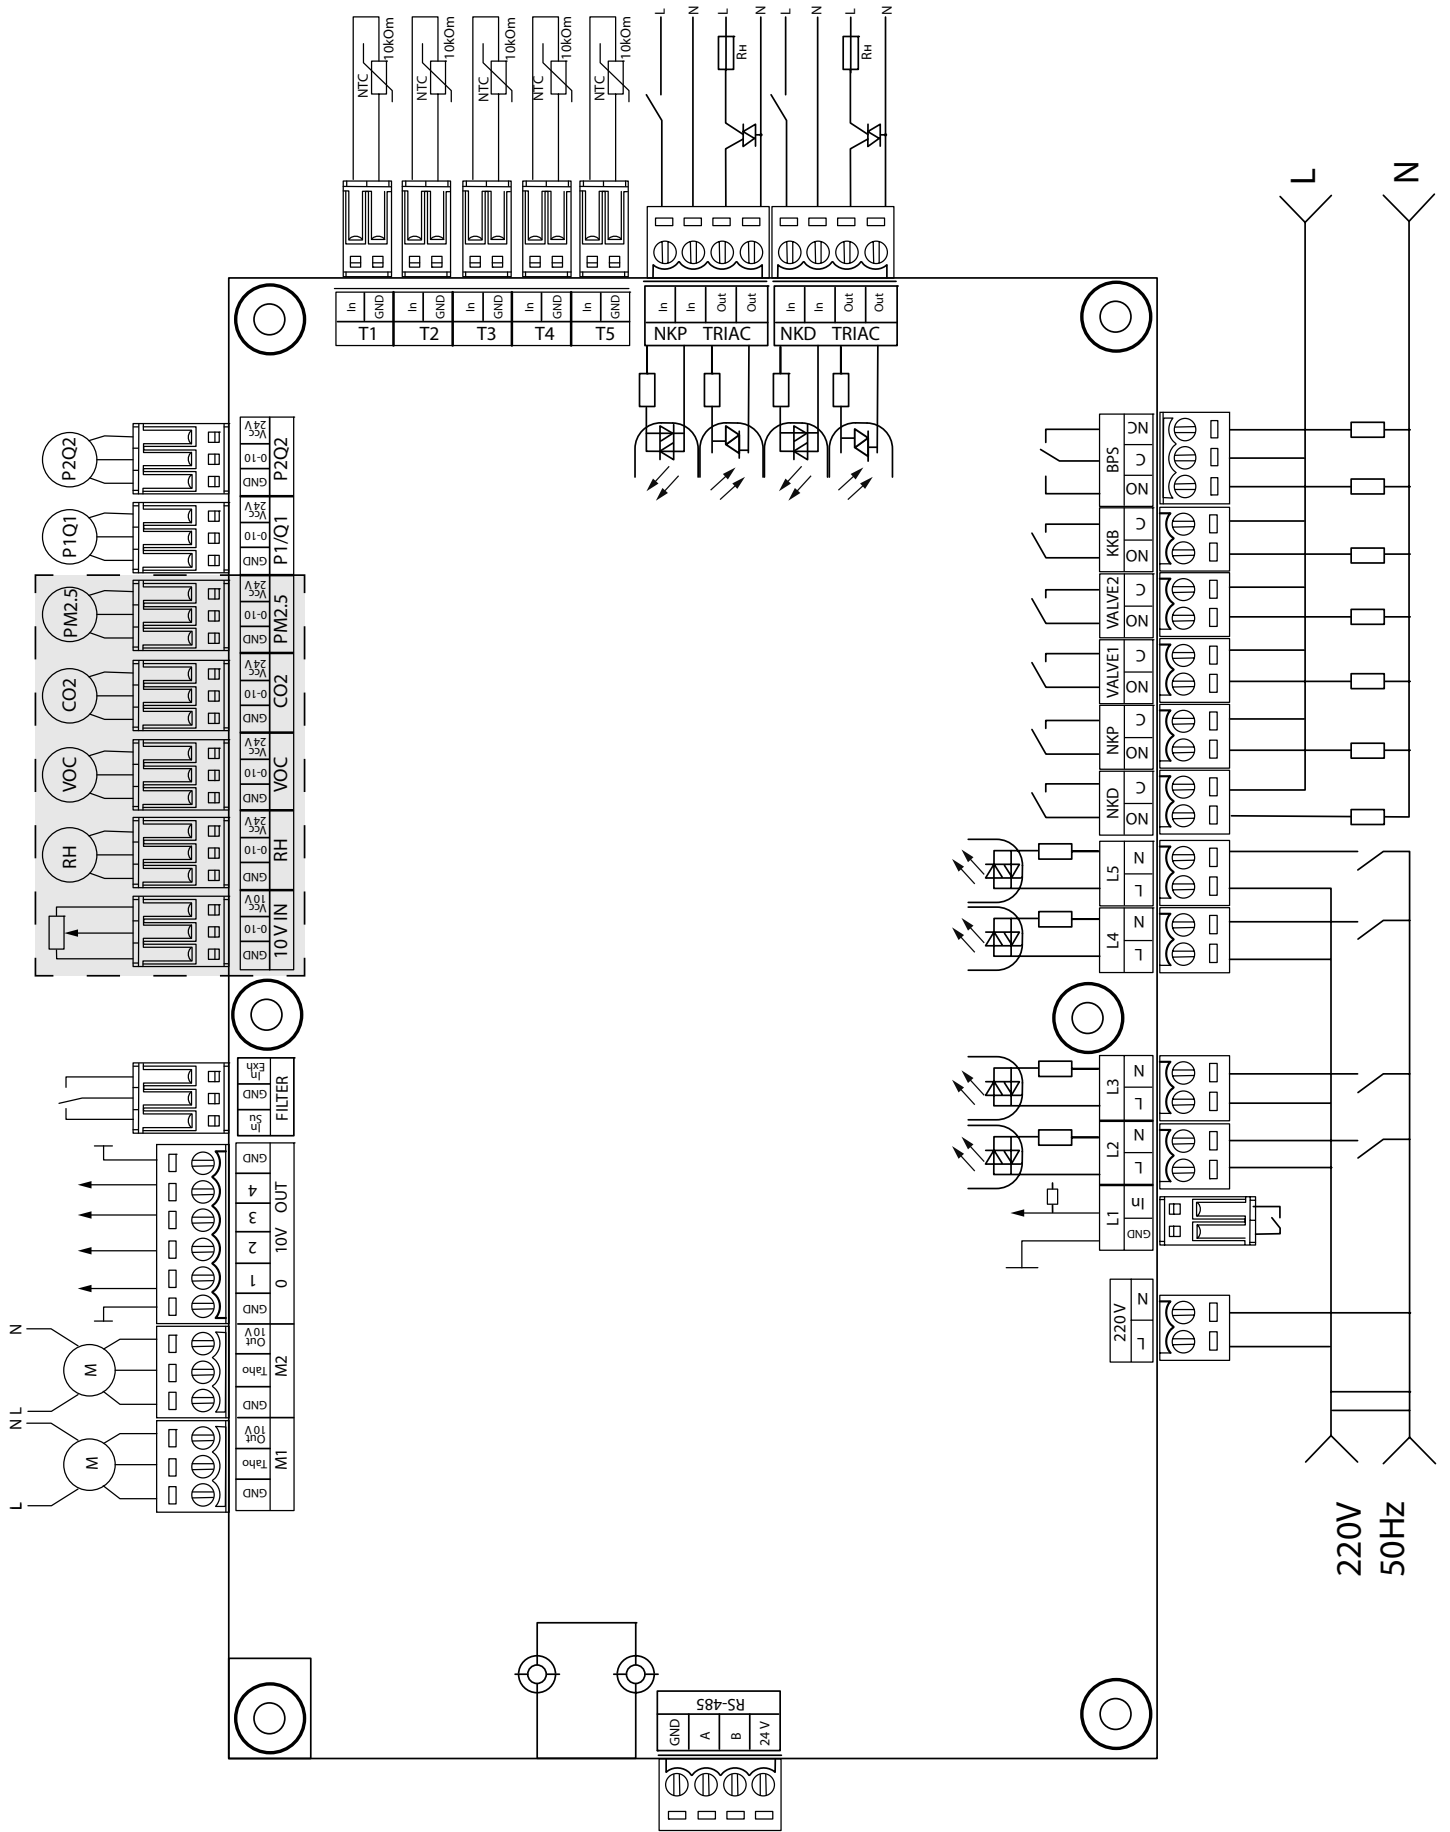 NTC 10kOm
NTC 10kOm
NTC 10kOm
NTC 10kOm
NTC 10kOm
L
N
L
N
L
N
L
N
Rн
Rн
In GND
T1
In GND
T2
In GND
T3
In GND
T4
In GND
T5
In In Out Out
NKP TRIAC
In In Out Out
NKD TRIAC
P2Q2
Vcc 24V
0-10
GND
P2Q2
P1Q1
Vcc 24V
0-10
GND
P1/Q1
PM2.5
Vcc 24V
0-10
GND
PM2.5
CO2
Vcc 24V
0-10
GND
CO2
VOC
Vcc 24V
0-10
GND
VOC
RH
Vcc 24V
0-10
GND
RH
Vcc 10V
0-10
GND
10V IN
In Exh
GND
In Su
FILTER
GND
4
3
2
1
GND
0 10V OUT
N
L
M
Out 10V
Taho
GND
M2
N
L
M
Out 10V
Taho
GND
M1
L
N
BPS
NC
C
NO
KKB
C
NO
VALVE2
C
NO
VALVE1
C
NO
NKP
C
NO
NKD
C
NO
L5
N
L
L4
N
L
L3
N
L
L2
N
L
L1
In
GND
220V
N
L
220V
50Hz
RS-485
GND
A
B
24V